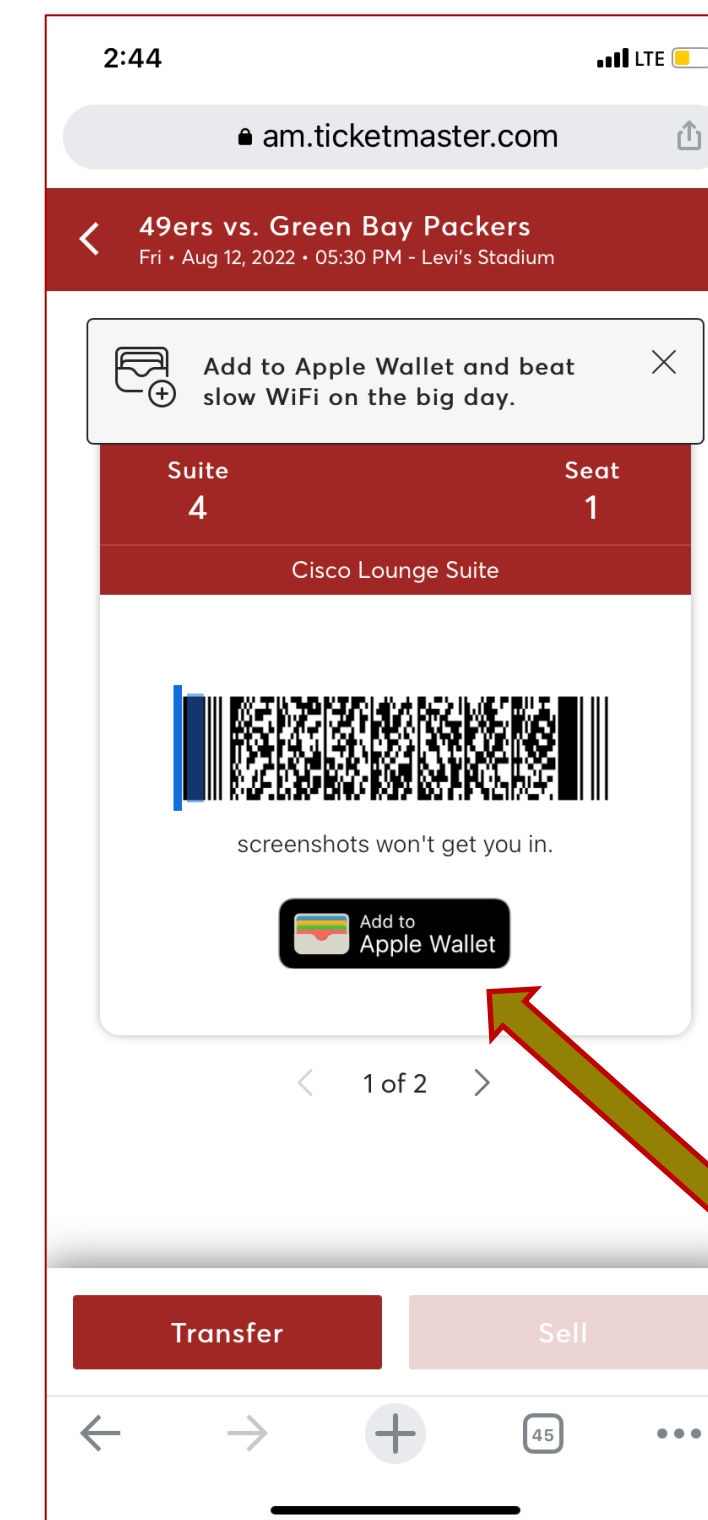 2:44 LTE
am.ticketmaster.com
49ers vs. Green Bay Packers
Fri • Aug 12, 2022 • 05:30 PM - Levi's Stadium
Add to Apple Wallet and beat
slow WiFi on the big day.
Suite Seat
4 1
Cisco Lounge Suite
screenshots won't get you in.
Add to
Apple Wallet
1 of 2
Transfer Sell
45